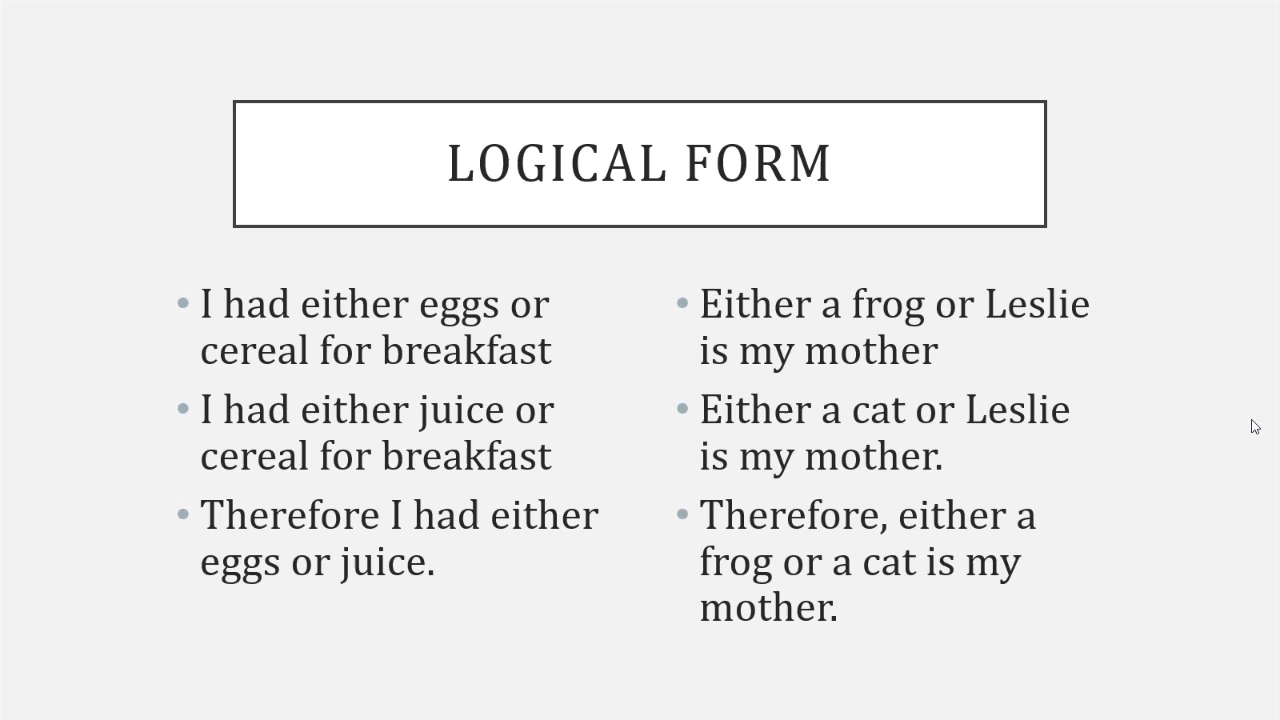 LOGICAL FORM
• I had either eggs or
cereal for breakfast
• I had either juice or
cereal for breakfast
• Therefore I had either
eggs or juice.
• Either a frog or Leslie
is my mother
• Either a cat or Leslie
is my mother.
• Therefore, either a
frog or a cat is my
mother.